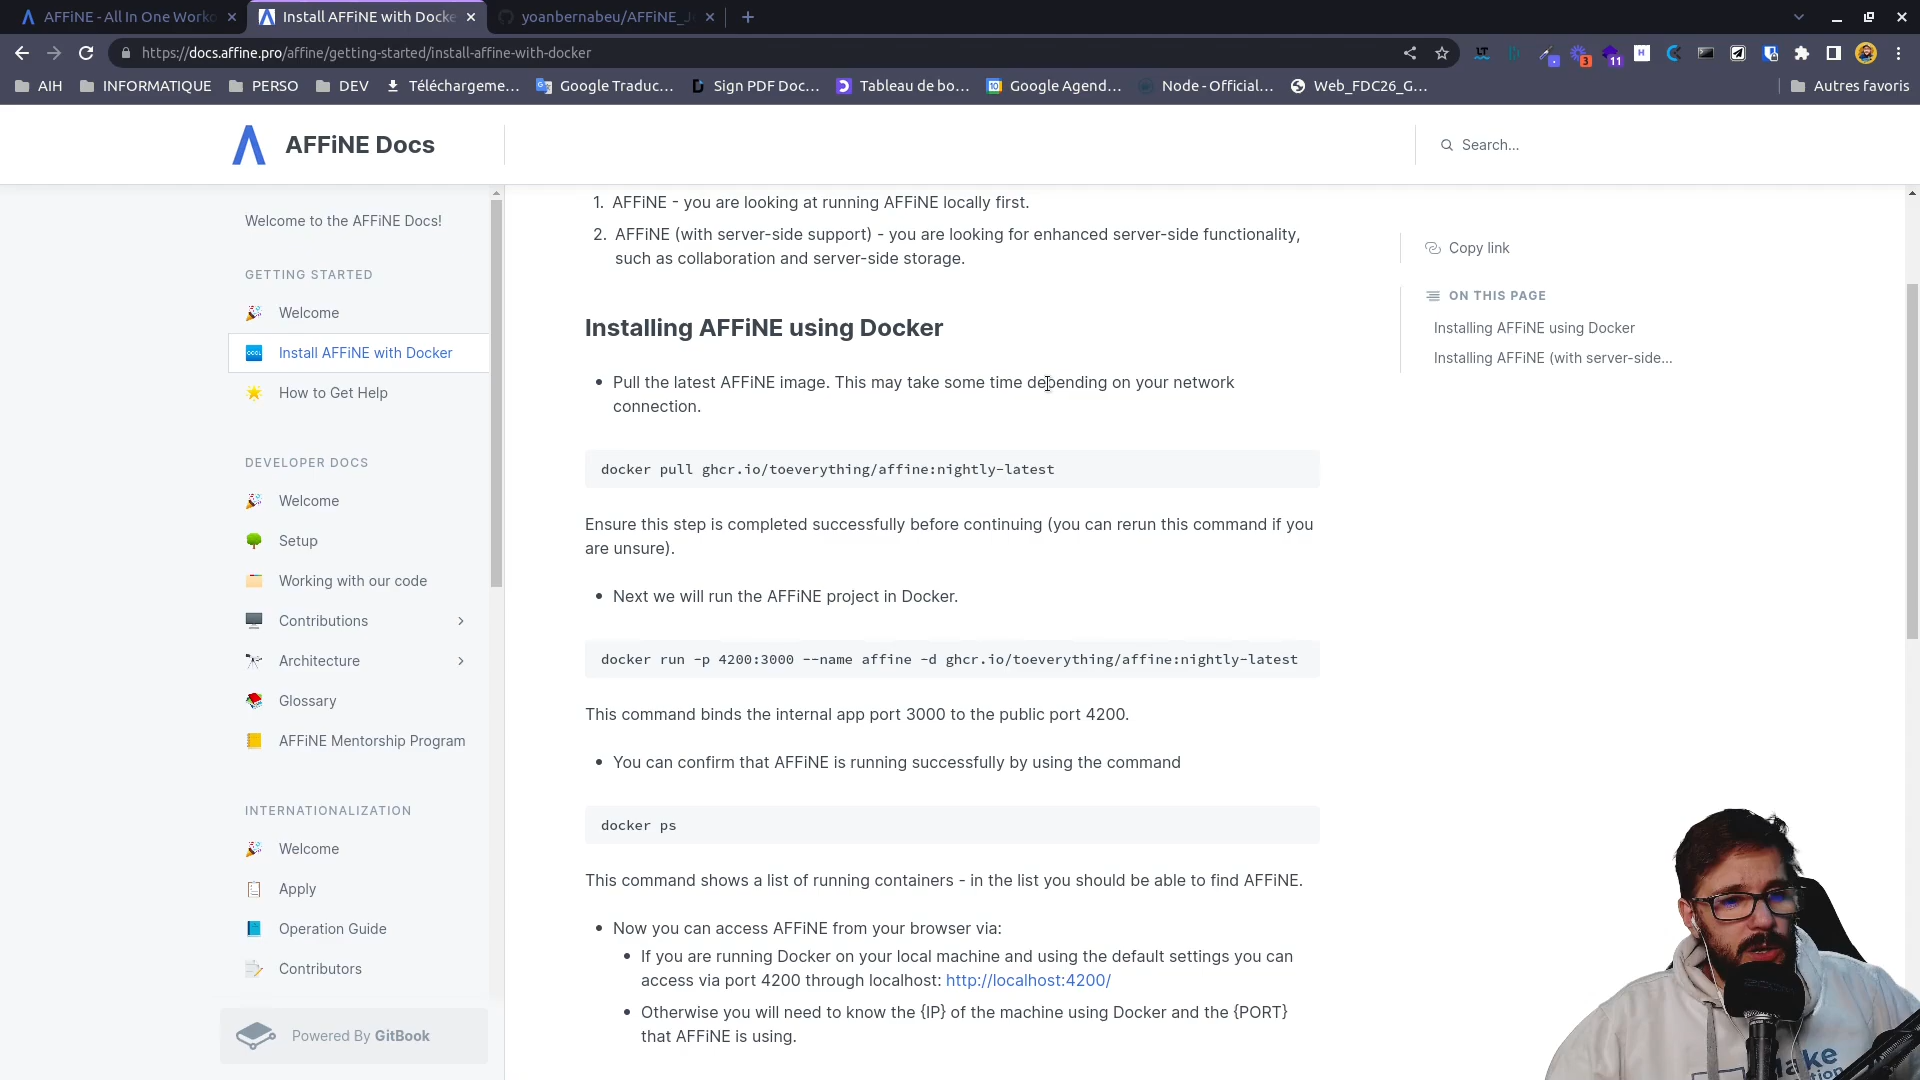 AFFiNE - All In One Worko
Install AFFiNE with Docke
yoanbernabeu/AFFiNE_J
https://docs.affine.pro/affine/getting-started/install-affine-with-docker
3
11
AIH
INFORMATIQUE
PERSO
DEV
Téléchargeme…
Google Traduc…
Sign PDF Doc…
Tableau de bo…
Google Agend…
Node - Official…
Web_FDC26_G…
Autres favoris
AFFiNE Docs
Search…
Welcome to the AFFiNE Docs!
GETTING STARTED
Welcome
Install AFFiNE with Docker
How to Get Help
DEVELOPER DOCS
Welcome
Setup
Working with our code
Contributions
Architecture
Glossary
AFFiNE Mentorship Program
INTERNATIONALIZATION
Welcome
Apply
Operation Guide
Contributors
Powered By GitBook
1. AFFiNE - you are looking at running AFFiNE locally first.
2. AFFiNE (with server-side support) - you are looking for enhanced server-side functionality,
such as collaboration and server-side storage.
Installing AFFiNE using Docker
• Pull the latest AFFiNE image. This may take some time depending on your network
connection.
docker pull ghcr.io/toeverything/affine:nightly-latest
Ensure this step is completed successfully before continuing (you can rerun this command if you
are unsure).
• Next we will run the AFFiNE project in Docker.
docker run -p 4200:3000 --name affine -d ghcr.io/toeverything/affine:nightly-latest
This command binds the internal app port 3000 to the public port 4200.
• You can confirm that AFFiNE is running successfully by using the command
docker ps
This command shows a list of running containers - in the list you should be able to find AFFiNE.
• Now you can access AFFiNE from your browser via:
• If you are running Docker on your local machine and using the default settings you can
access via port 4200 through localhost: http://localhost:4200/
• Otherwise you will need to know the {IP} of the machine using Docker and the {PORT}
that AFFiNE is using.
Copy link
ON THIS PAGE
Installing AFFiNE using Docker
Installing AFFiNE (with server-side…